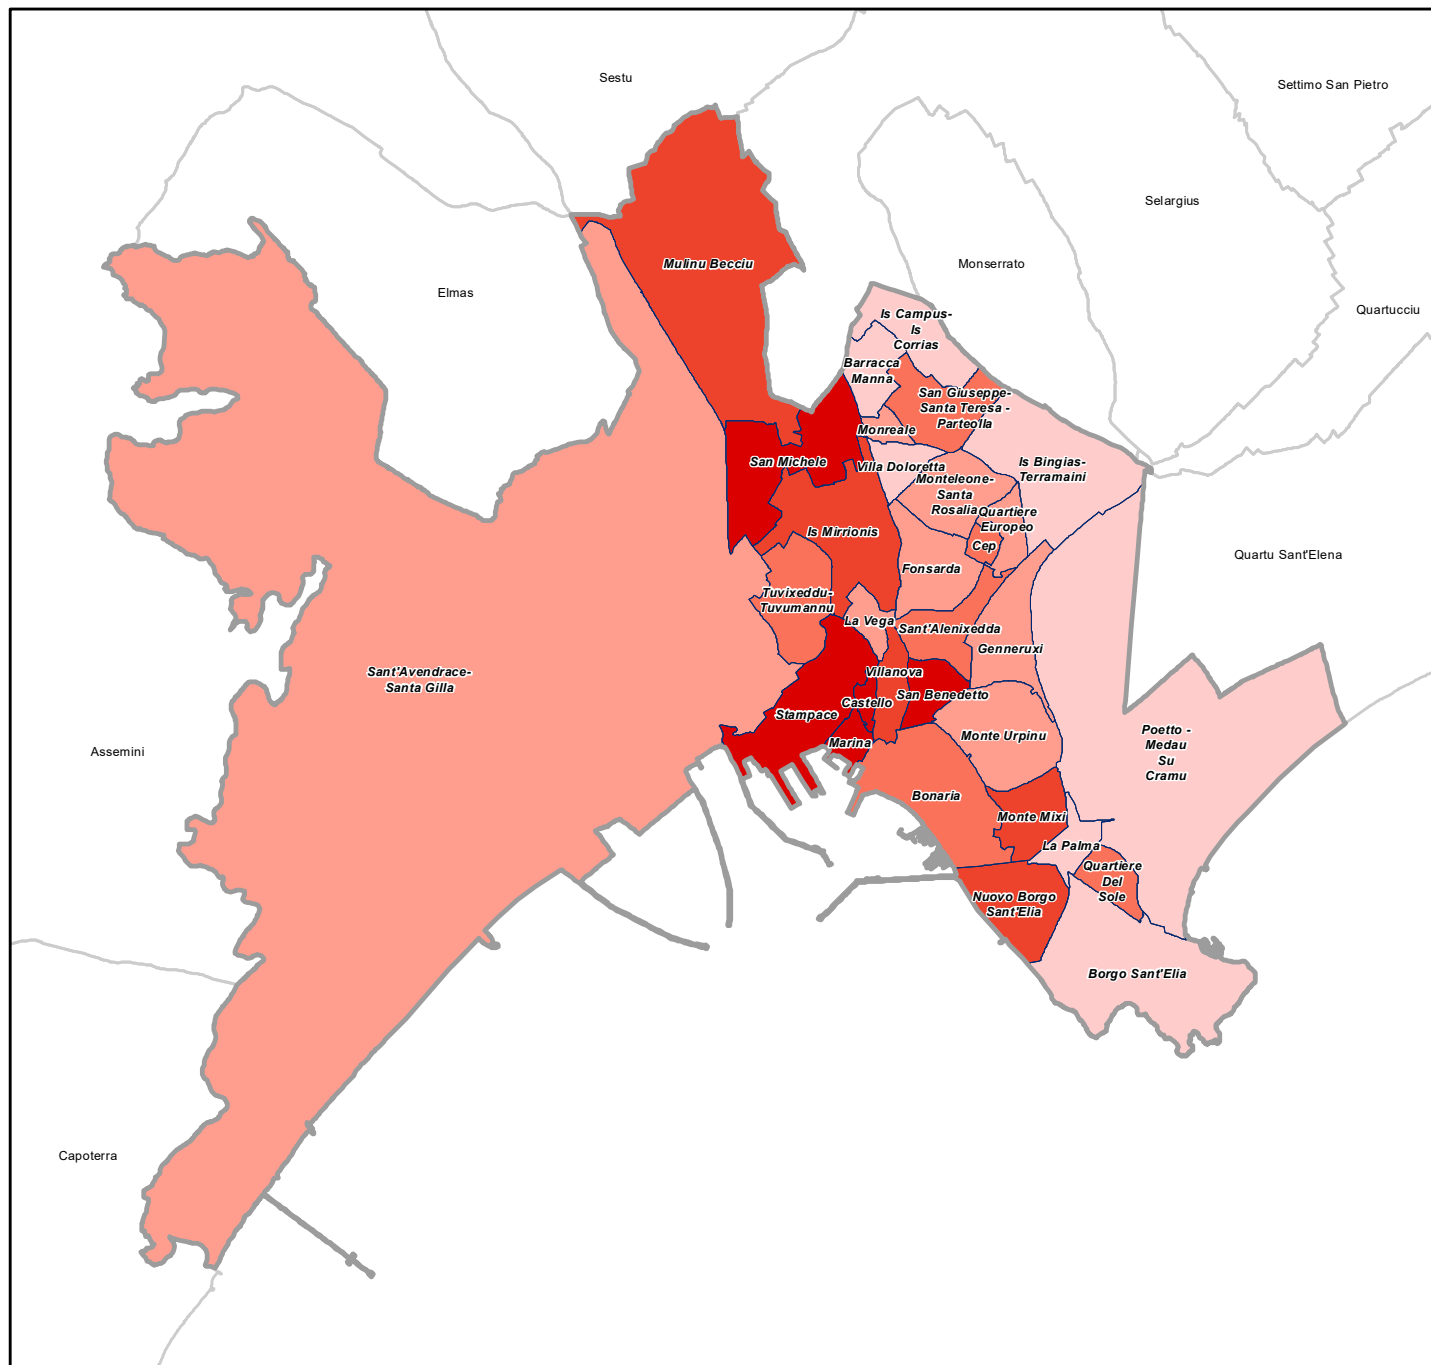 Sestu
Settimo San Pietro
Selargius
Mulinu Becciu
Monserrato
Elmas
Quartucciu
Is Campus-
Is
Corrias
Barracca
Manna
San Giuseppe-
Santa Teresa -
Parteolla
Monreale
San Michele
Villa Doloretta
Is Bingias-
Terramaini
Monteleone-
Santa
Rosalia
Quartiere
Europeo
Is Mirrionis
Cep
Quartu Sant'Elena
Fonsarda
Tuvixeddu-
Tuvumannu
La Vega
Sant'Alenixedda
Genneruxi
Sant'Avendrace-
Santa Gilla
Villanova
San Benedetto
Castello
Stampace
Marina
Monte Urpinu
Poetto -
Medau
Su
Cramu
Assemini
Bonaria
Monte Mixi
La Palma
Quartiere
Del
Sole
Nuovo Borgo
Sant'Elia
Borgo Sant'Elia
Capoterra